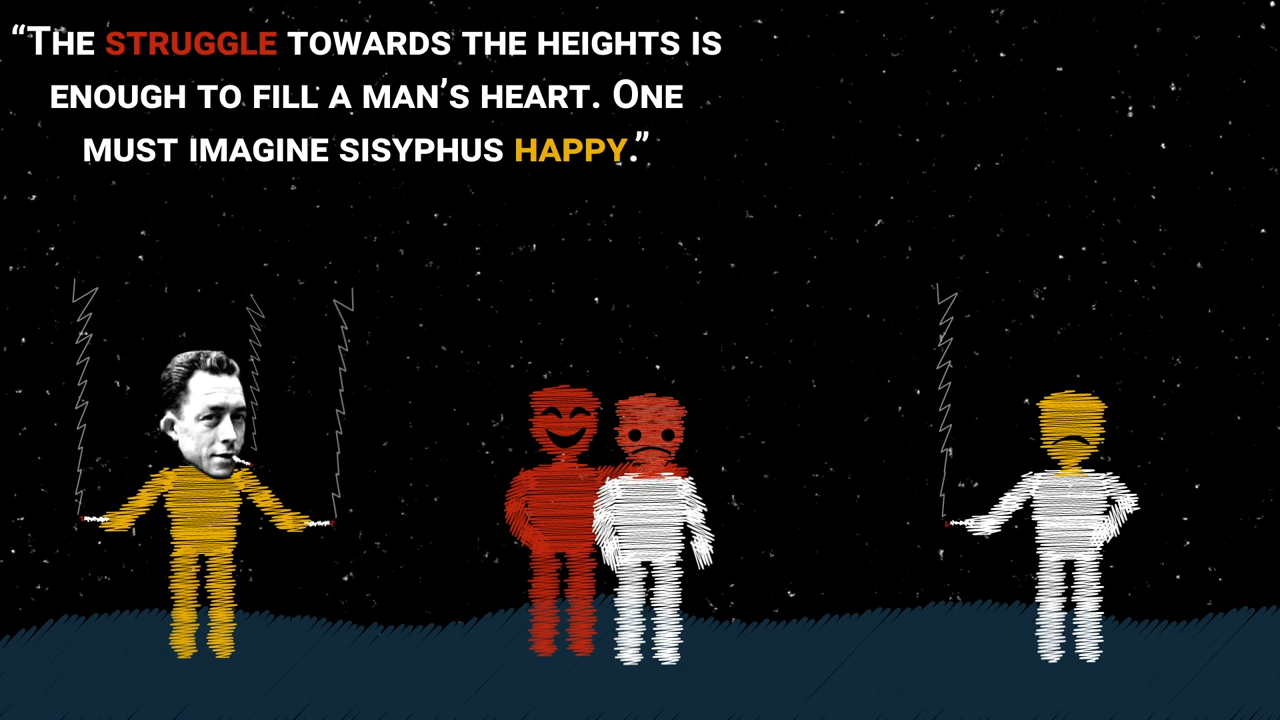 “The struggle towards the heights is
enough to fill a man’s heart. One
must imagine sisyphus happy.”